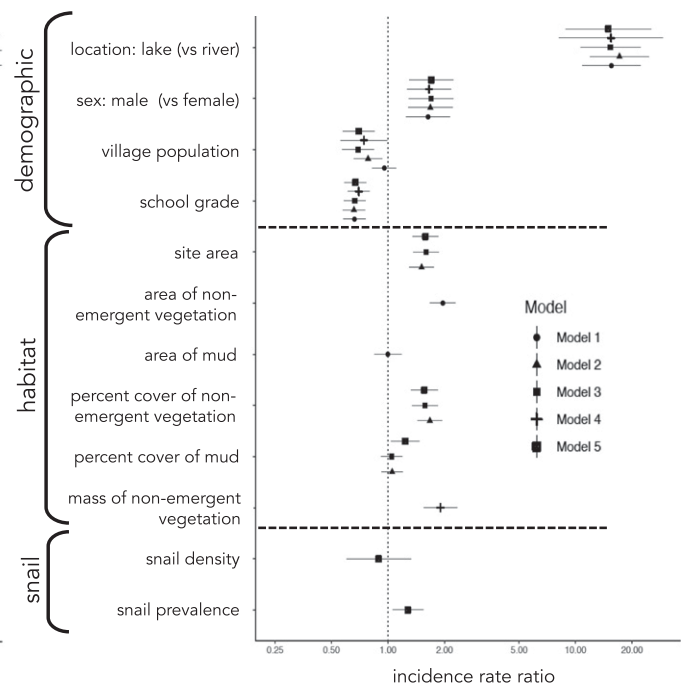 demographic
location: lake (vs river)
sex: male (vs female)
village population
school grade
habitat
site area
area of non-
emergent vegetation
area of mud
percent cover of non-
emergent vegetation
percent cover of mud
mass of non-emergent
vegetation
snail
snail density
snail prevalence
Model
Model 1
Model 2
Model 3
Model 4
Model 5
0.25 0.50 1.00 2.00 5.00 10.00 20.00
incidence rate ratio